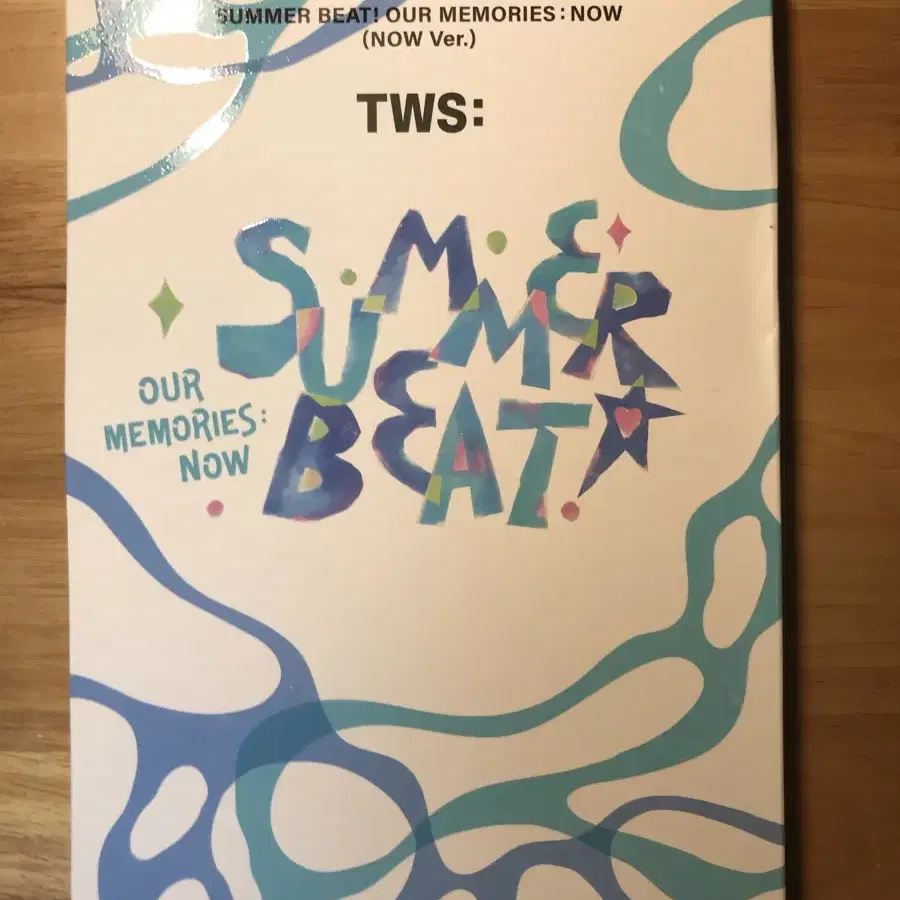 SUMMER BEAT! OUR MEMORIES : NOW
(NOW Ver.)
TWS:
SUMMER
BEAT
OUR
MEMORIES:
NOW